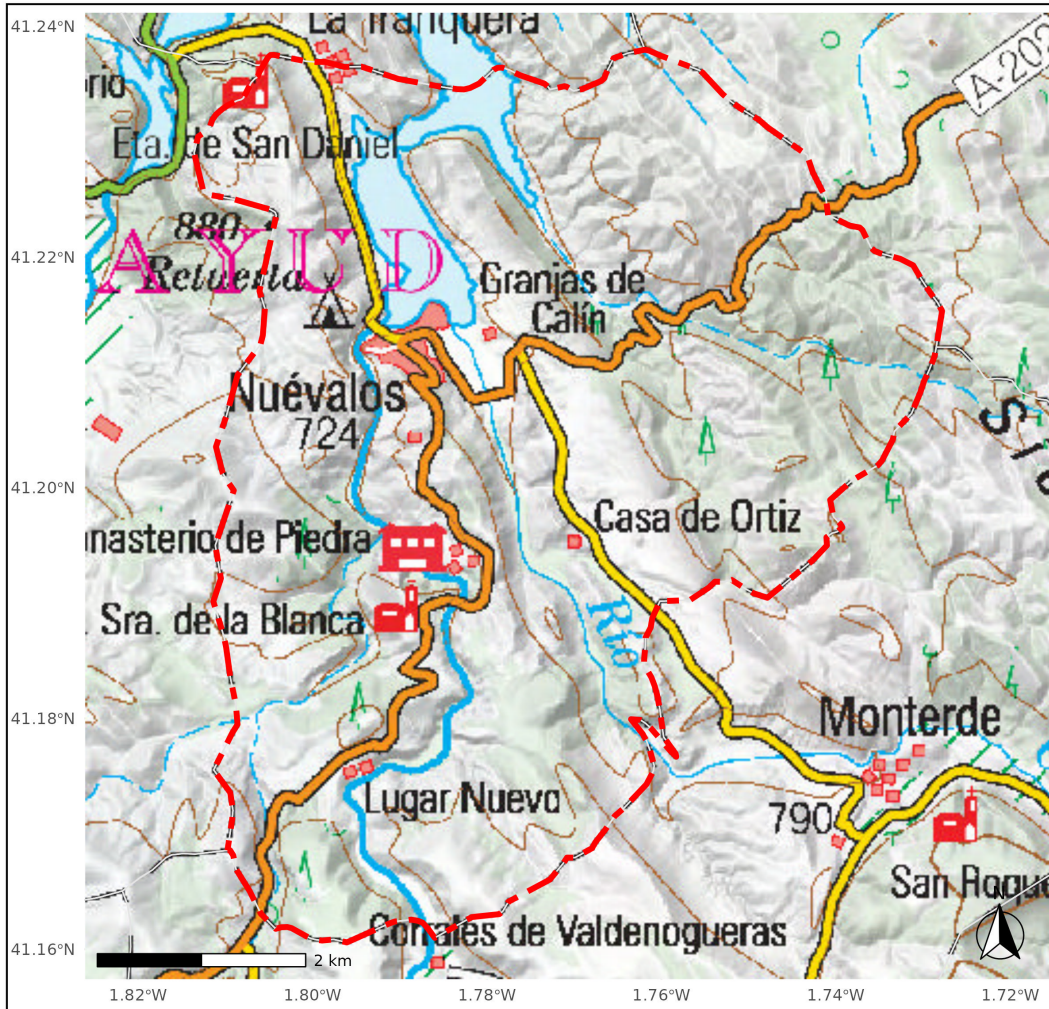 41.24°N
La Tranquera
A-202
Eta. de San Daniel
880
Retuerta
AYUD
41.22°N
Granjas de
Calín
Nuévalos
724
41.20°N
Casa de Ortiz
nasterio de Piedra
. Sra. de la Blanca
Río
41.18°N
Monterde
Lugar Nuevo
790
San Roque
Corrales de Valdenogueras
41.16°N
N
2 km
1.82°W 1.80°W 1.78°W 1.76°W 1.74°W 1.72°W